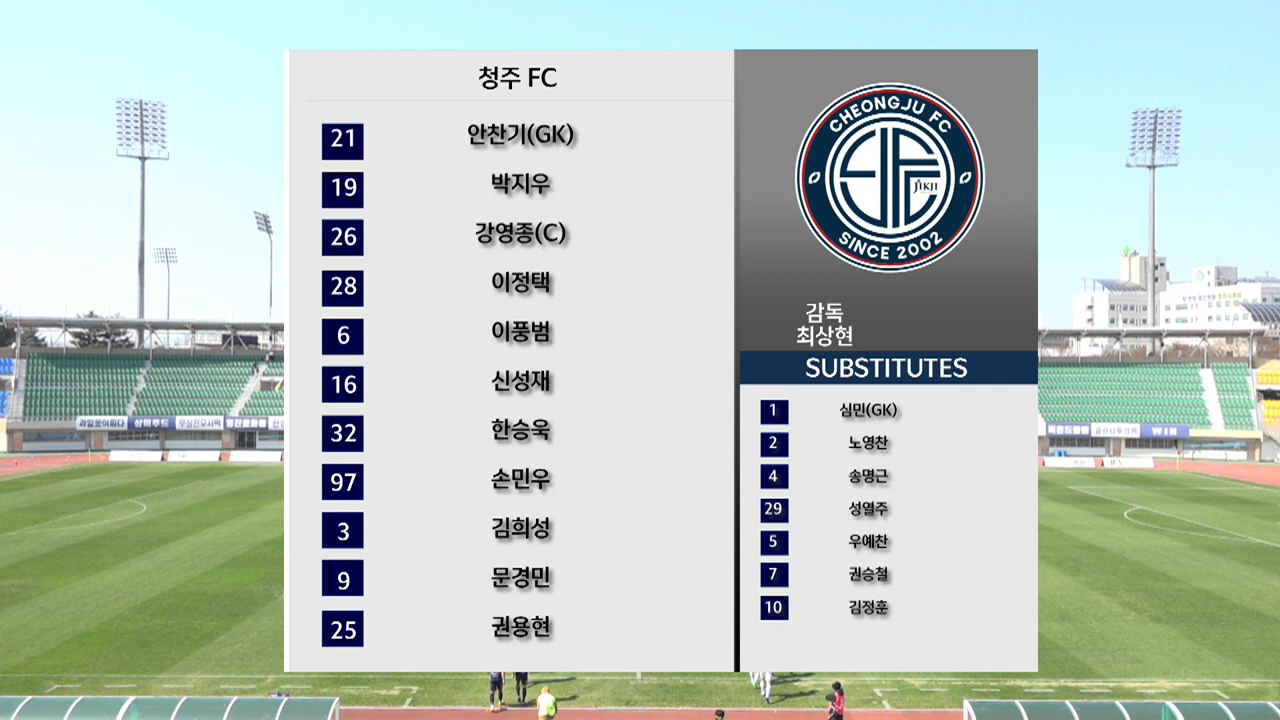 청주 FC
21 안찬기(GK)
19 박지우
26 강영종(C)
28 이정택
6 이풍범
16 신성재
32 한승욱
97 손민우
3 김희성
9 문경민
25 권용현
CHEONGJU FC
JIKJI
SINCE 2002
감독
최상현
SUBSTITUTES
1 심민(GK)
2 노영찬
4 송명근
29 성열주
5 우예찬
7 권승철
10 김정훈
WIN